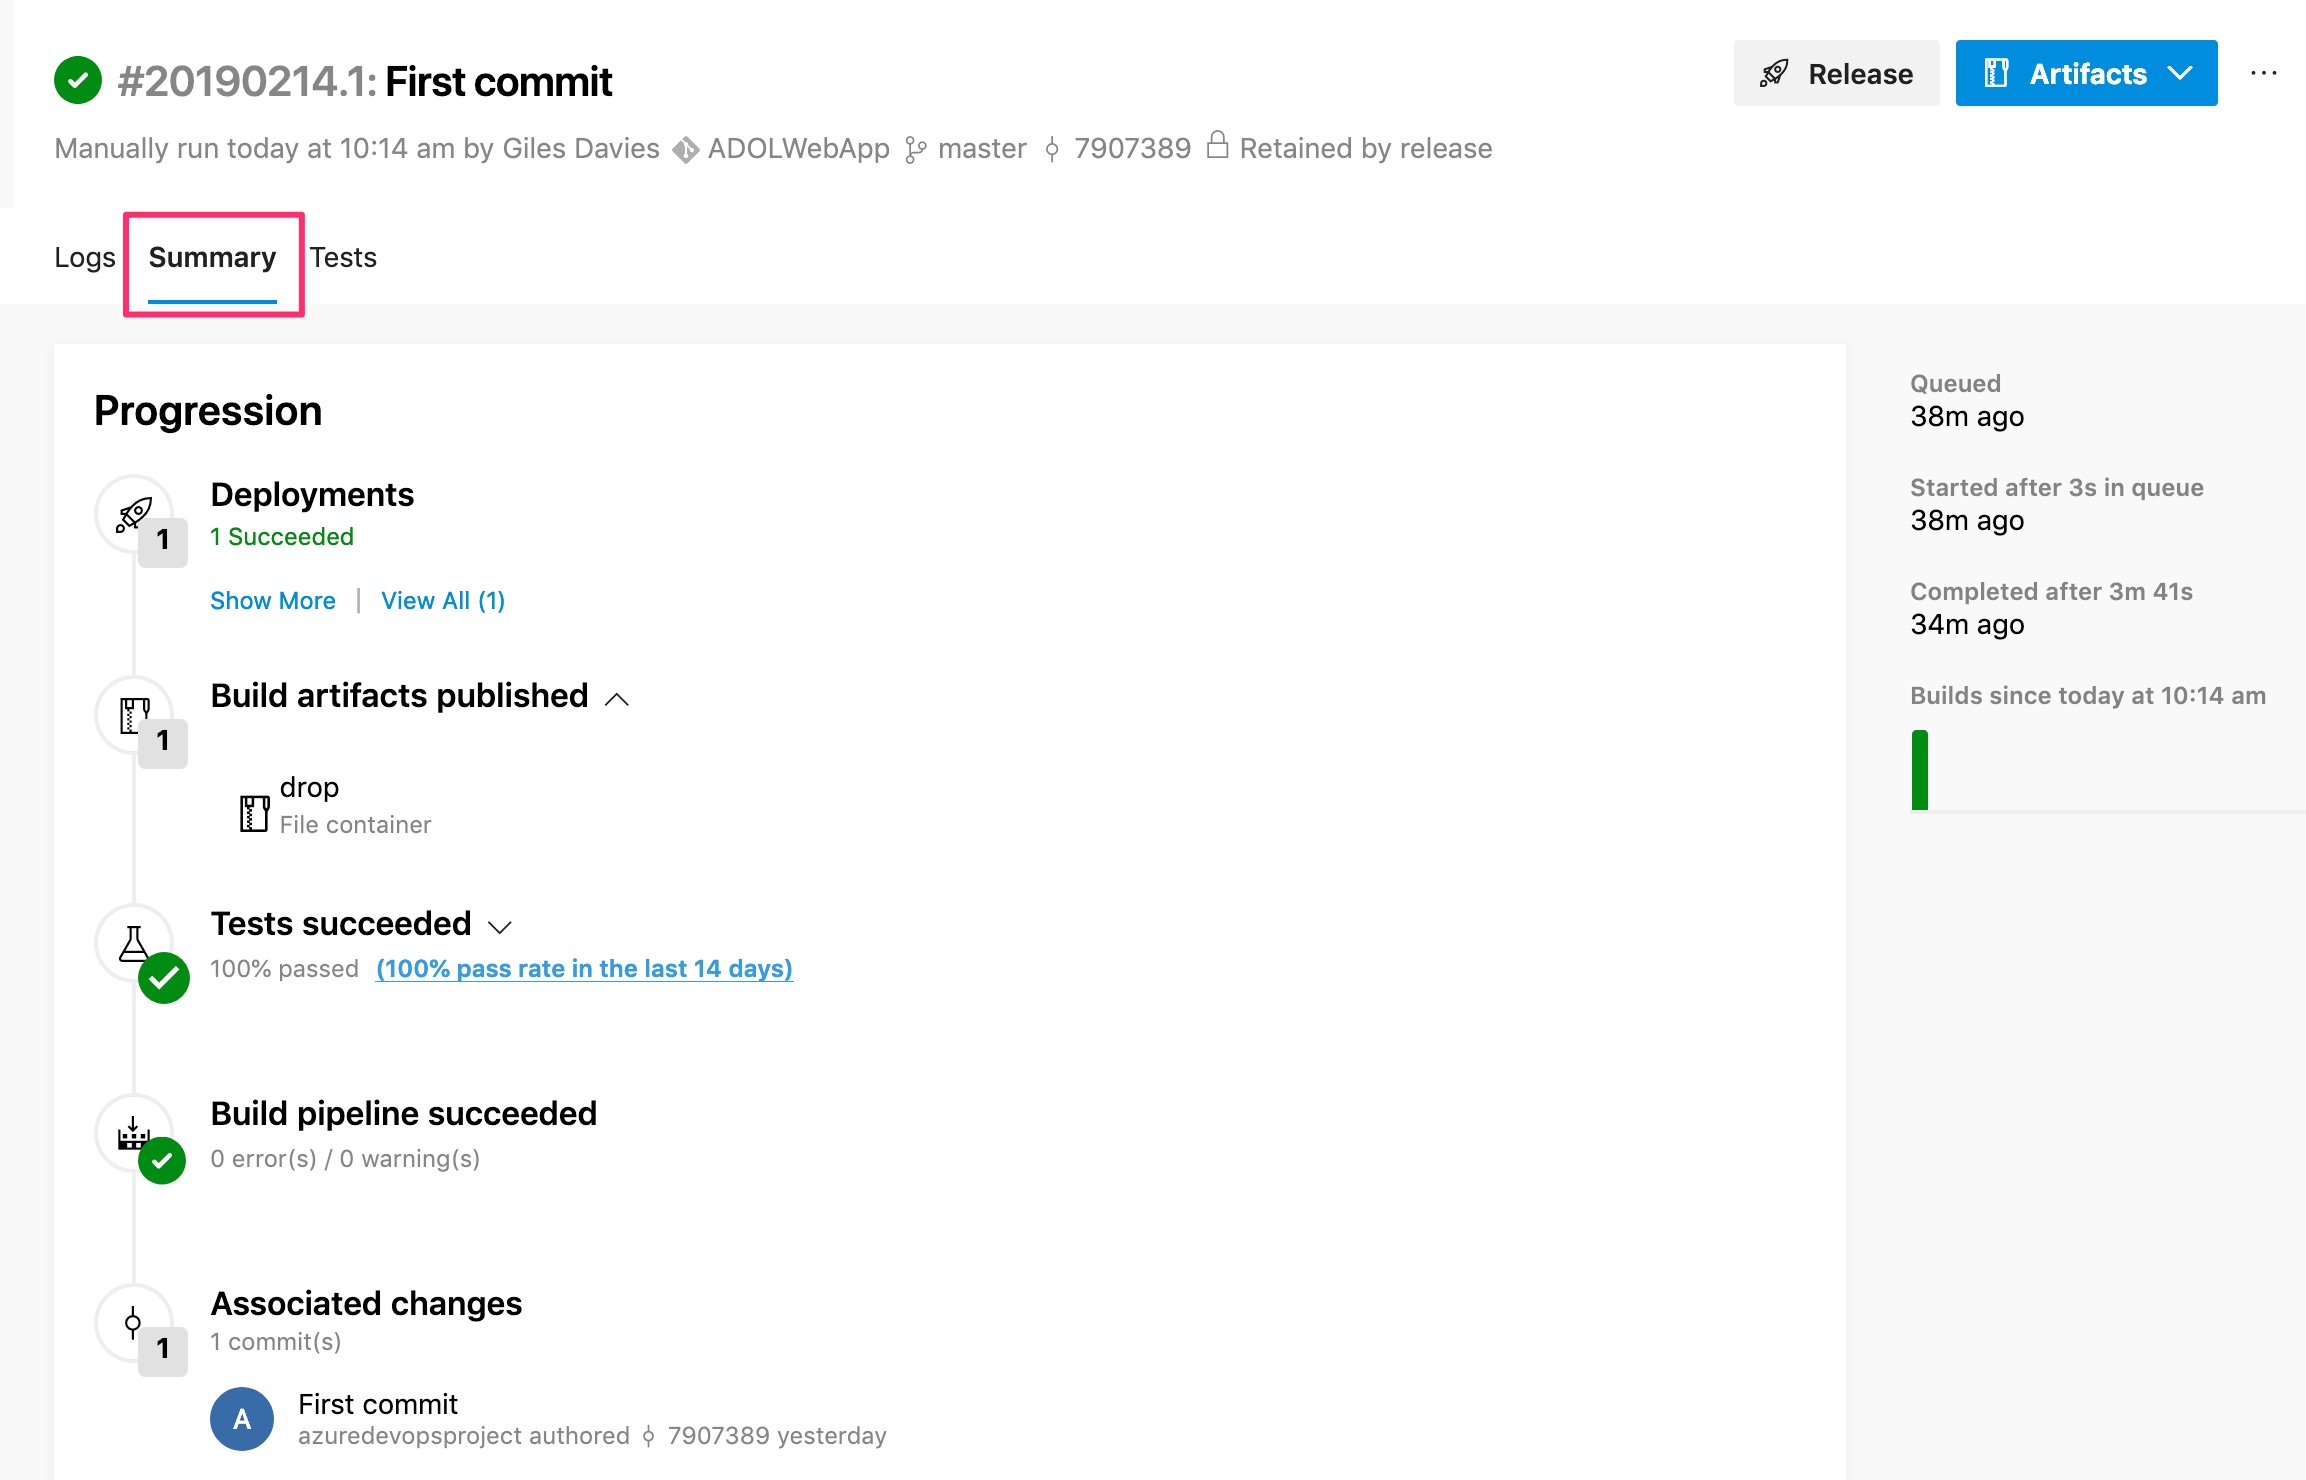 #20190214.1: First commit
Release
Artifacts
Manually run today at 10:14 am by Giles Davies ADOLWebApp master 7907389 Retained by release
Logs Summary Tests
Progression
Deployments
1
1 Succeeded
Show More | View All (1)
Build artifacts published
1
drop
File container
Tests succeeded
100% passed (100% pass rate in the last 14 days)
Build pipeline succeeded
0 error(s) / 0 warning(s)
Associated changes
1
1 commit(s)
A
First commit
azuredevopsproject authored 7907389 yesterday
Queued
38m ago
Started after 3s in queue
38m ago
Completed after 3m 41s
34m ago
Builds since today at 10:14 am